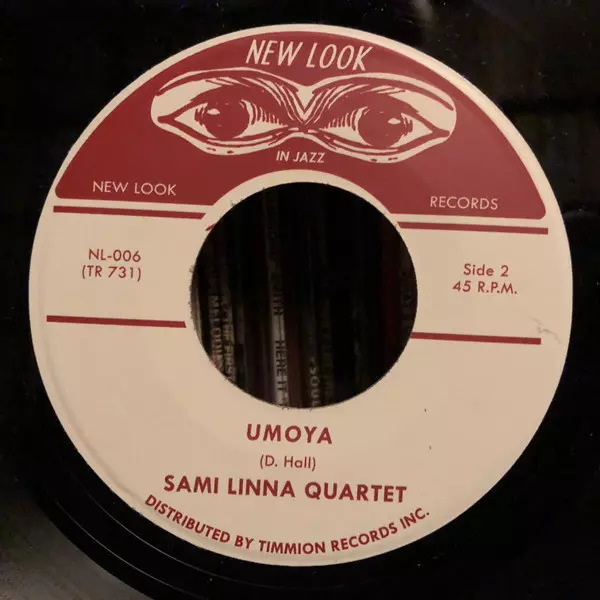 NEW LOOK
IN JAZZ
NEW LOOK RECORDS
NL-006
(TR 731)
Side 2
45 R.P.M.
UMOYA
(D. Hall)
SAMI LINNA QUARTET
DISTRIBUTED BY TIMMION RECORDS INC.